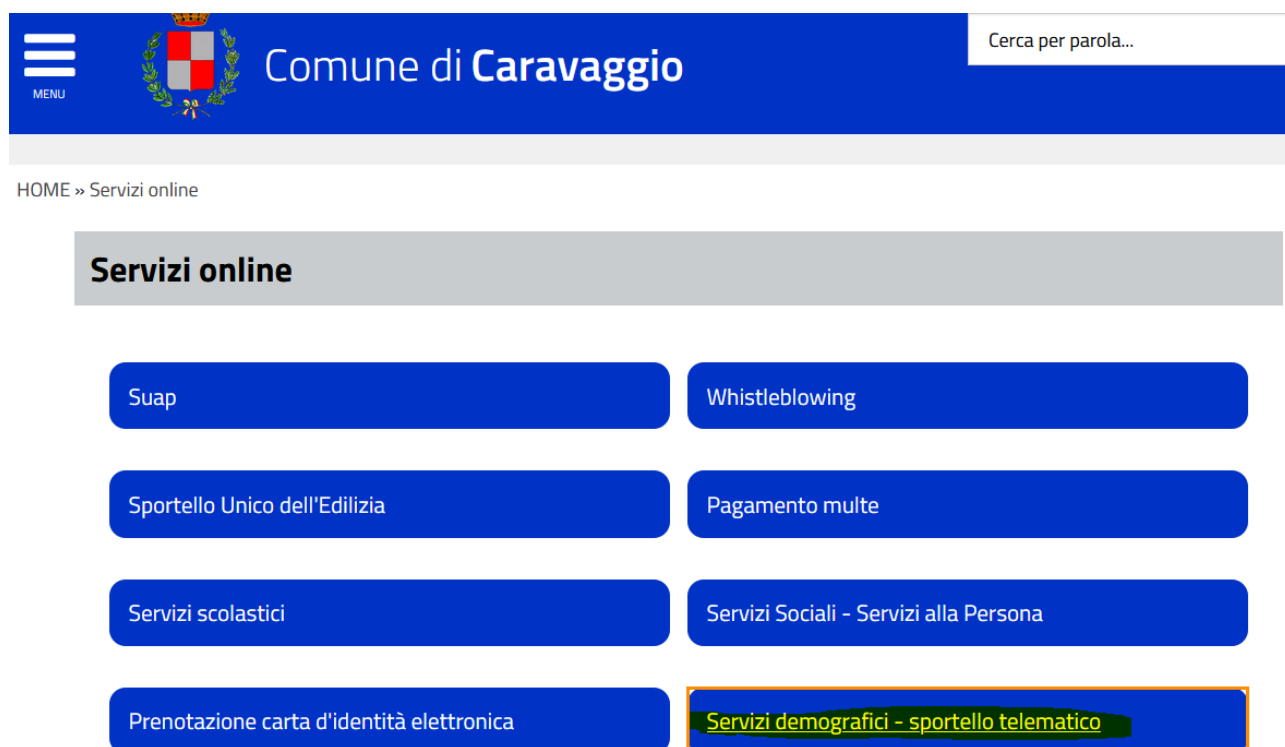 Comune di Caravaggio
Cerca per parola...
MENU
HOME » Servizi online
Servizi online
Suap
Whistleblowing
Sportello Unico dell'Edilizia
Pagamento multe
Servizi scolastici
Servizi Sociali - Servizi alla Persona
Prenotazione carta d'identità elettronica
Servizi demografici - sportello telematico